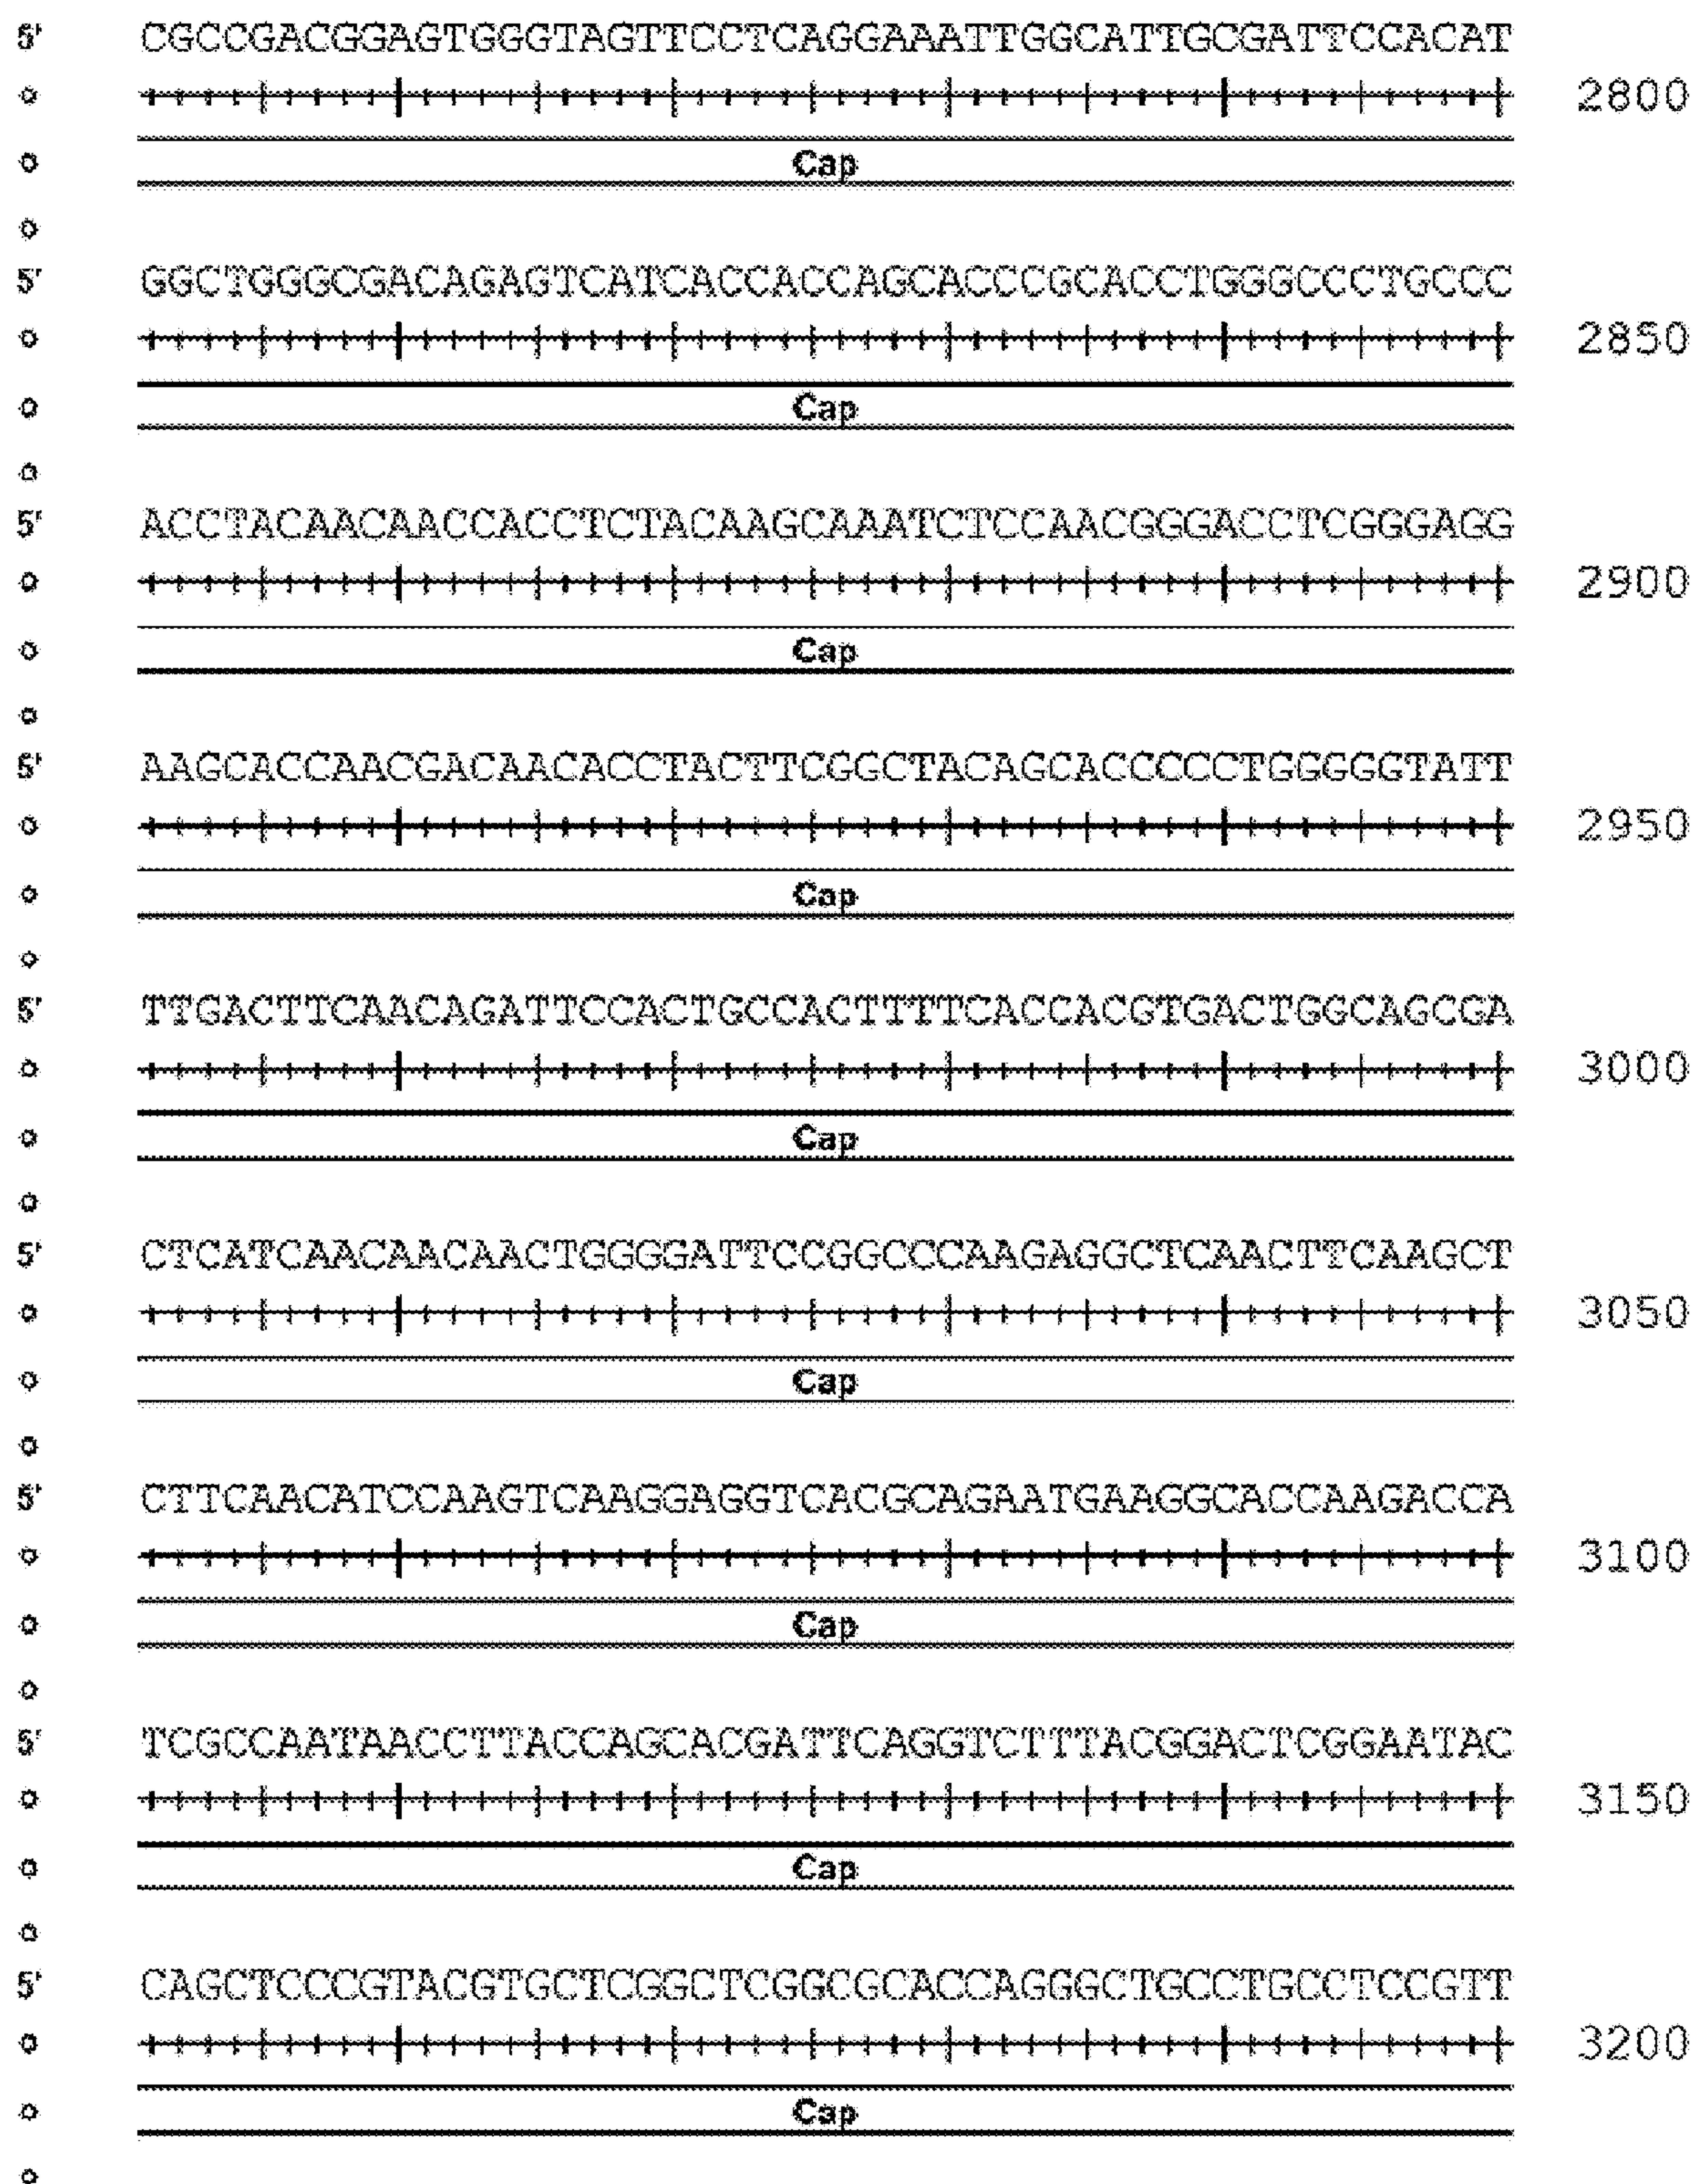 5' CGCCGACGGAGTGGGTAGTTCCTCAGGAAATTGGCATTGCGATTCCACAT
2800
Cap
5' GGCTGGGCGACAGAGTCATCACCACCAGCACCCGCACCTGGGCCCTGCCC
2850
Cap
5' ACCTACAACAACCACCTCTACAAGCAAATCTCCAACGGGACCTCGGGAGG
2900
Cap
5' AAGCACCAACGACAACACCTACTTCGGCTACAGCACCCCCTGGGGGTATT
2950
Cap
5' TTGACTTCAACAGATTCCACTGCCACTTTTCACCACGTGACTGGCAGCGA
3000
Cap
5' CTCATCAACAACAACTGGGGATTCCGGCCCAAGAGGCTCAACTTCAAGCT
3050
Cap
5' CTTCAACATCCAAGTCAAGGAGGTCACGCAGAATGAAGGCACCAAGACCA
3100
Cap
5' TCGCCAATAACCTTACCAGCACGATTCAGGTCTTTACGGACTCGGAATAC
3150
Cap
5' CAGCTCCCGTACGTGCTCGGCTCGGCGCACCAGGGCTGCCTGCCTCCGTT
3200
Cap